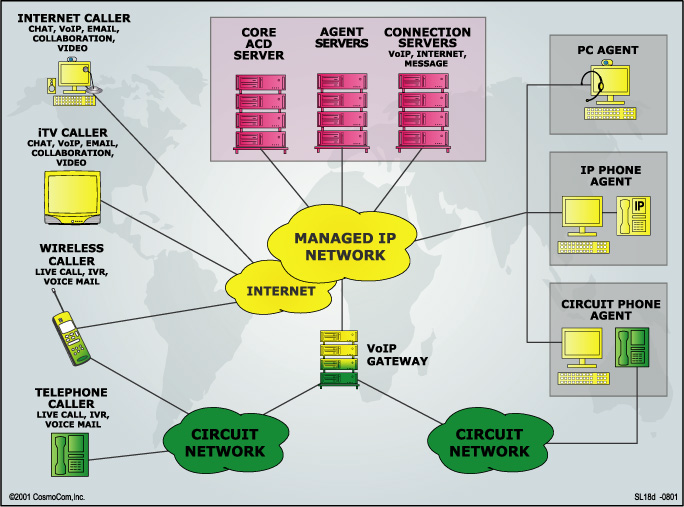 INTERNET CALLER
CHAT, VoIP, EMAIL,
COLLABORATION,
VIDEO
iTV CALLER
CHAT, VoIP, EMAIL,
COLLABORATION,
VIDEO
WIRELESS
CALLER
LIVE CALL, IVR,
VOICE MAIL
TELEPHONE
CALLER
LIVE CALL, IVR,
VOICE MAIL
CORE
ACD
SERVER
AGENT
SERVERS
CONNECTION
SERVERS
VoIP, INTERNET,
MESSAGE
MANAGED IP
NETWORK
INTERNET
VoIP
GATEWAY
CIRCUIT
NETWORK
CIRCUIT
NETWORK
PC AGENT
IP PHONE
AGENT
IP
CIRCUIT PHONE
AGENT
©2001 CosmoCom,Inc.
SL18d -0801